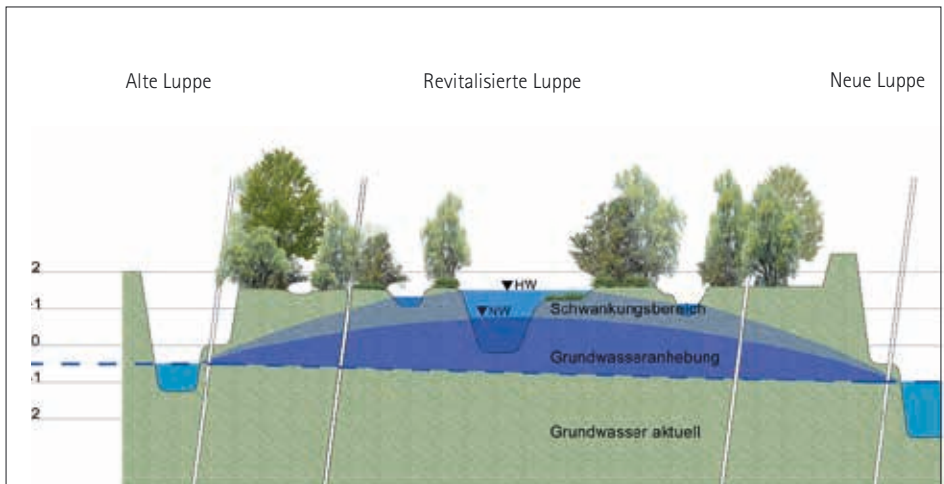 Alte Luppe
Revitalisierte Luppe
Neue Luppe
2
HW
-1
NW
Schwankungsbereich
0
Grundwasseranhebung
-1
2
Grundwasser aktuell